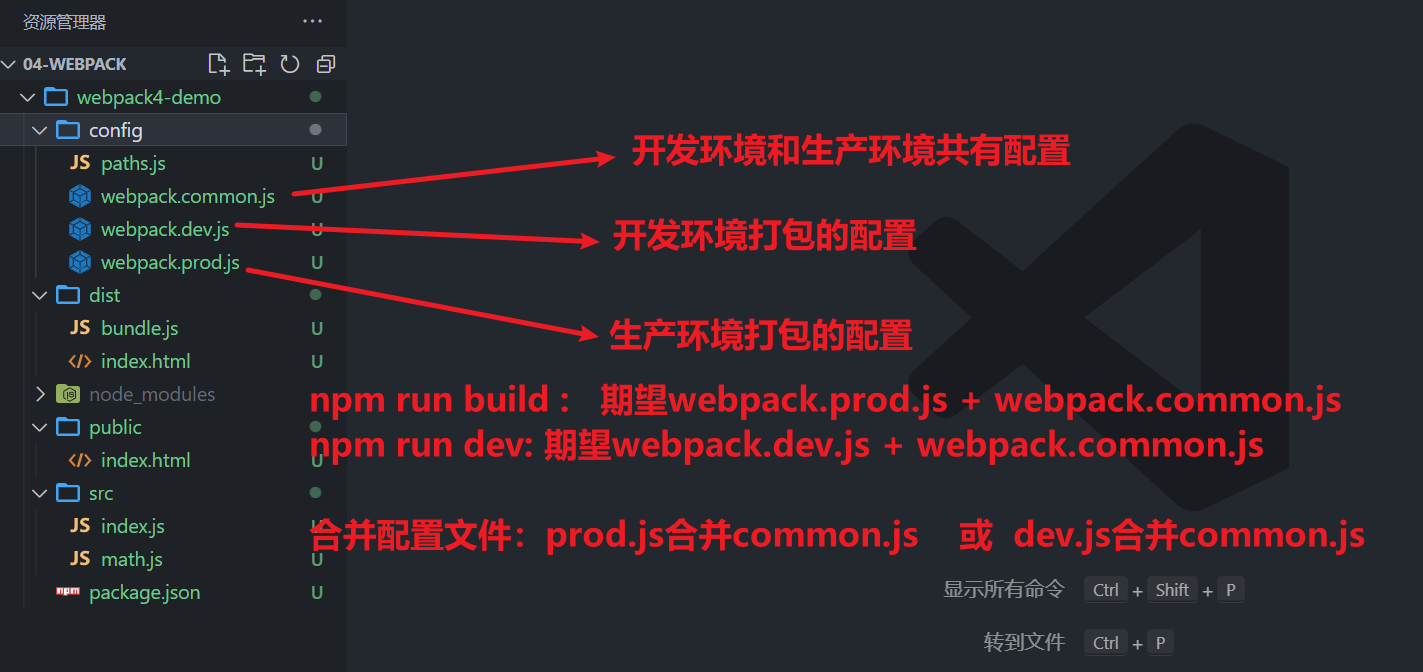 资源管理器 ···
04-WEBPACK
webpack4-demo
config
JS paths.js U
webpack.common.js U
webpack.dev.js U
webpack.prod.js U
dist
JS bundle.js U
</> index.html U
node_modules
public
</> index.html U
src
JS index.js U
JS math.js U
npm package.json U
开发环境和生产环境共有配置
开发环境打包的配置
生产环境打包的配置
npm run build： 期望webpack.prod.js + webpack.common.js
npm run dev: 期望webpack.dev.js + webpack.common.js
合并配置文件：prod.js合并common.js 或 dev.js合并common.js
显示所有命令 Ctrl + Shift + P
转到文件 Ctrl + P